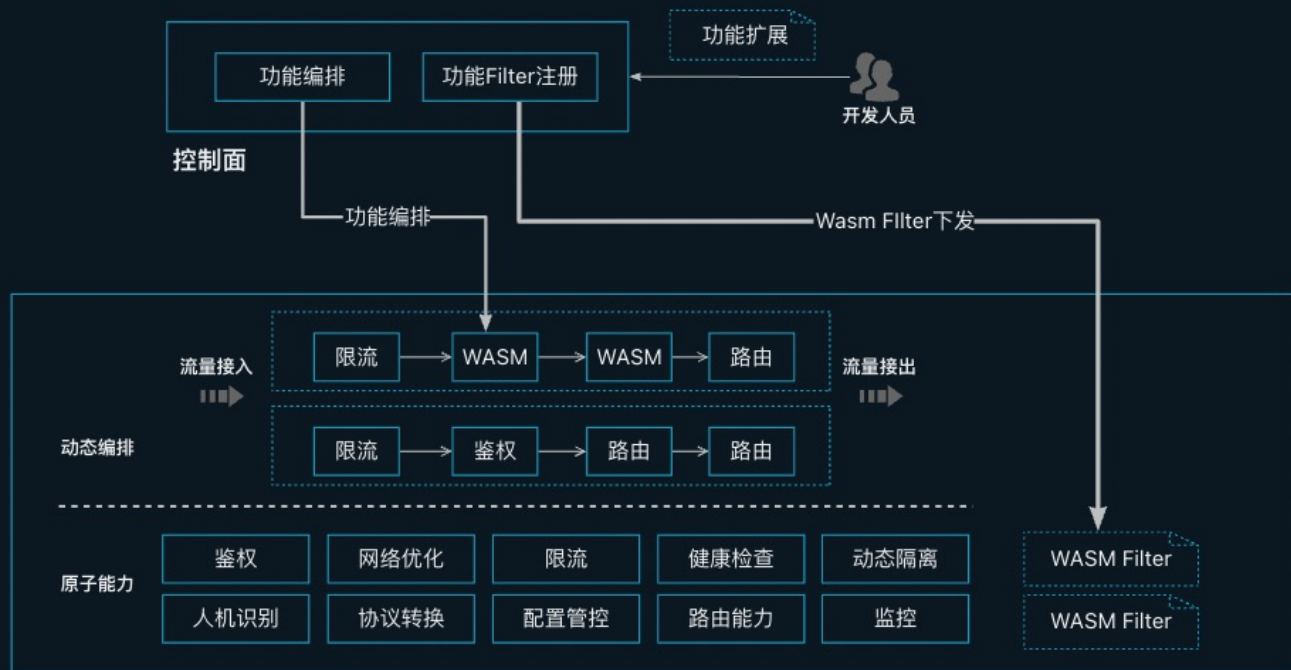 功能扩展
功能编排
功能Filter注册
开发人员
控制面
功能编排
Wasm FIlter下发
流量接入
限流
WASM
WASM
路由
流量接出
动态编排
限流
鉴权
路由
路由
原子能力
鉴权
网络优化
限流
健康检查
动态隔离
WASM Filter
人机识别
协议转换
配置管控
路由能力
监控
WASM Filter